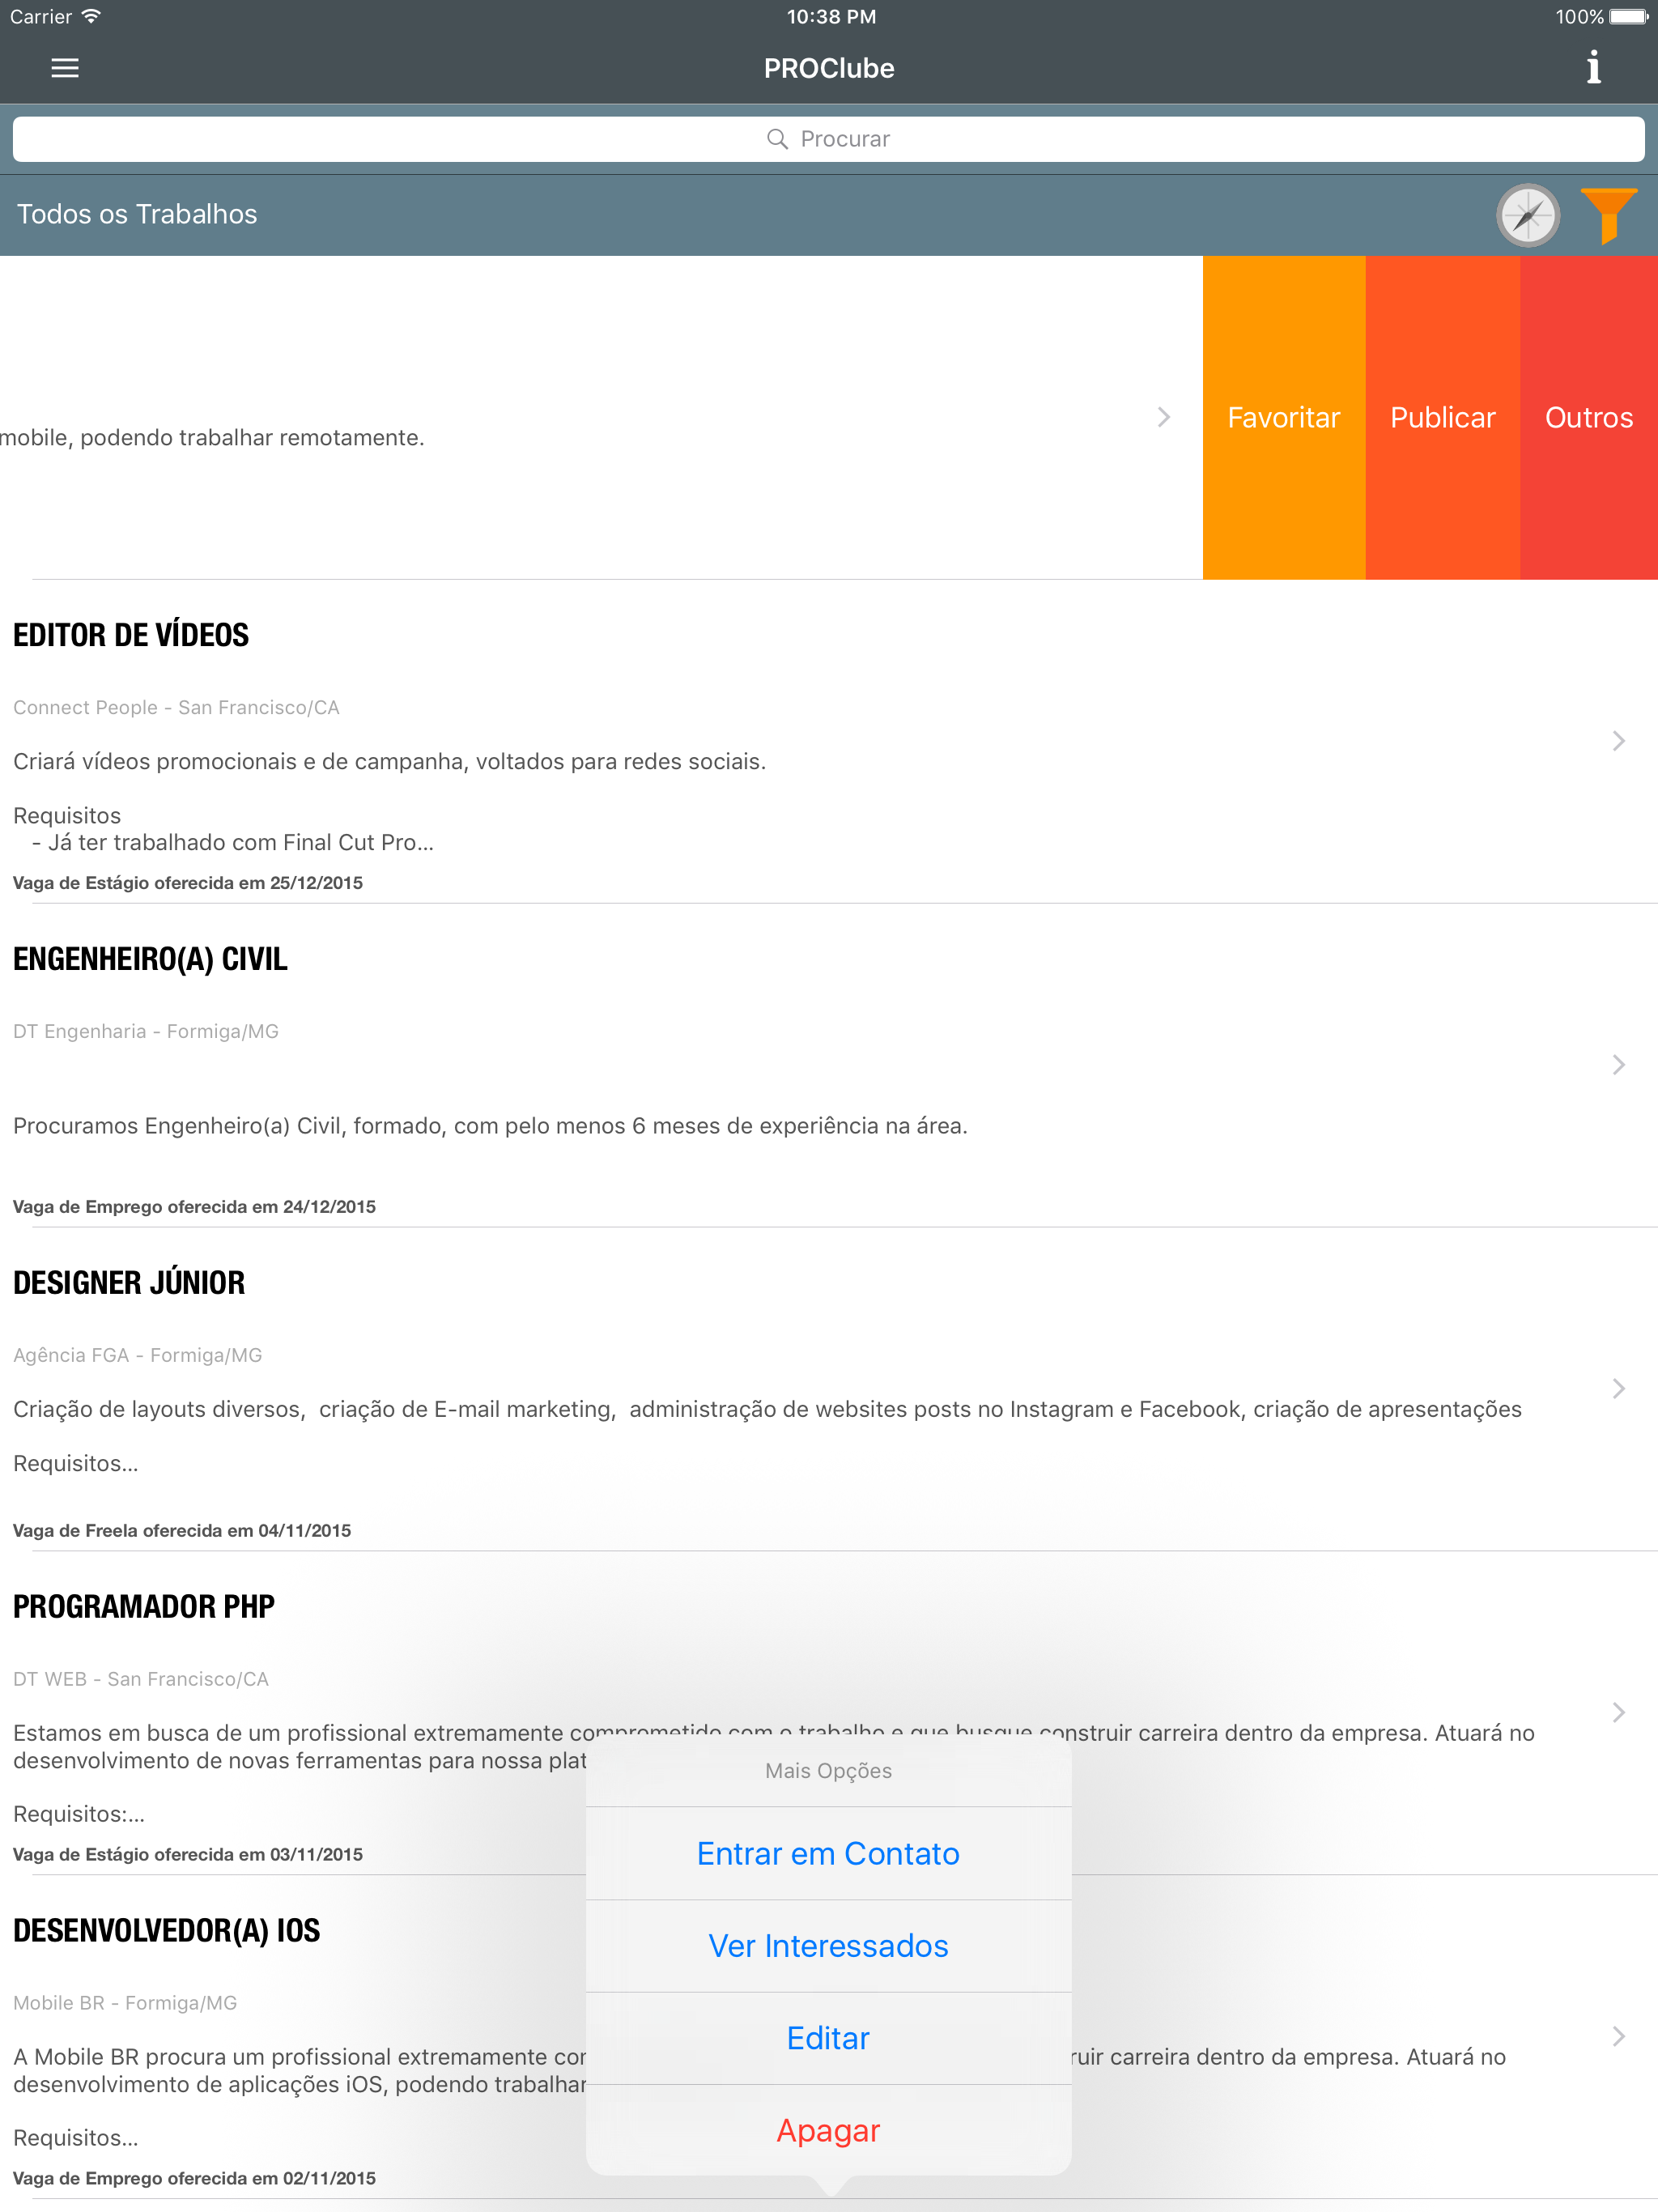 Carrier
10:38 PM
100%
PROClube
Procurar
Todos os Trabalhos
mobile, podendo trabalhar remotamente.
Favoritar
Publicar
Outros
EDITOR DE VÍDEOS
Connect People - San Francisco/CA
Criará vídeos promocionais e de campanha, voltados para redes sociais.
Requisitos
- Já ter trabalhado com Final Cut Pro...
Vaga de Estágio oferecida em 25/12/2015
ENGENHEIRO(A) CIVIL
DT Engenharia - Formiga/MG
Procuramos Engenheiro(a) Civil, formado, com pelo menos 6 meses de experiência na área.
Vaga de Emprego oferecida em 24/12/2015
DESIGNER JÚNIOR
Agência FGA - Formiga/MG
Criação de layouts diversos,  criação de E-mail marketing,  administração de websites posts no Instagram e Facebook, criação de apresentações
Requisitos...
Vaga de Freela oferecida em 04/11/2015
PROGRAMADOR PHP
DT WEB - San Francisco/CA
Estamos em busca de um profissional extremamente comprometido com o trabalho e que busque construir carreira dentro da empresa. Atuará no
desenvolvimento de novas ferramentas para nossa plat
Requisitos:...
Vaga de Estágio oferecida em 03/11/2015
DESENVOLVEDOR(A) IOS
Mobile BR - Formiga/MG
A Mobile BR procura um profissional extremamente cor ruir carreira dentro da empresa. Atuará no
desenvolvimento de aplicações iOS, podendo trabalhar
Requisitos...
Vaga de Emprego oferecida em 02/11/2015
Mais Opções
Entrar em Contato
Ver Interessados
Editar
Apagar